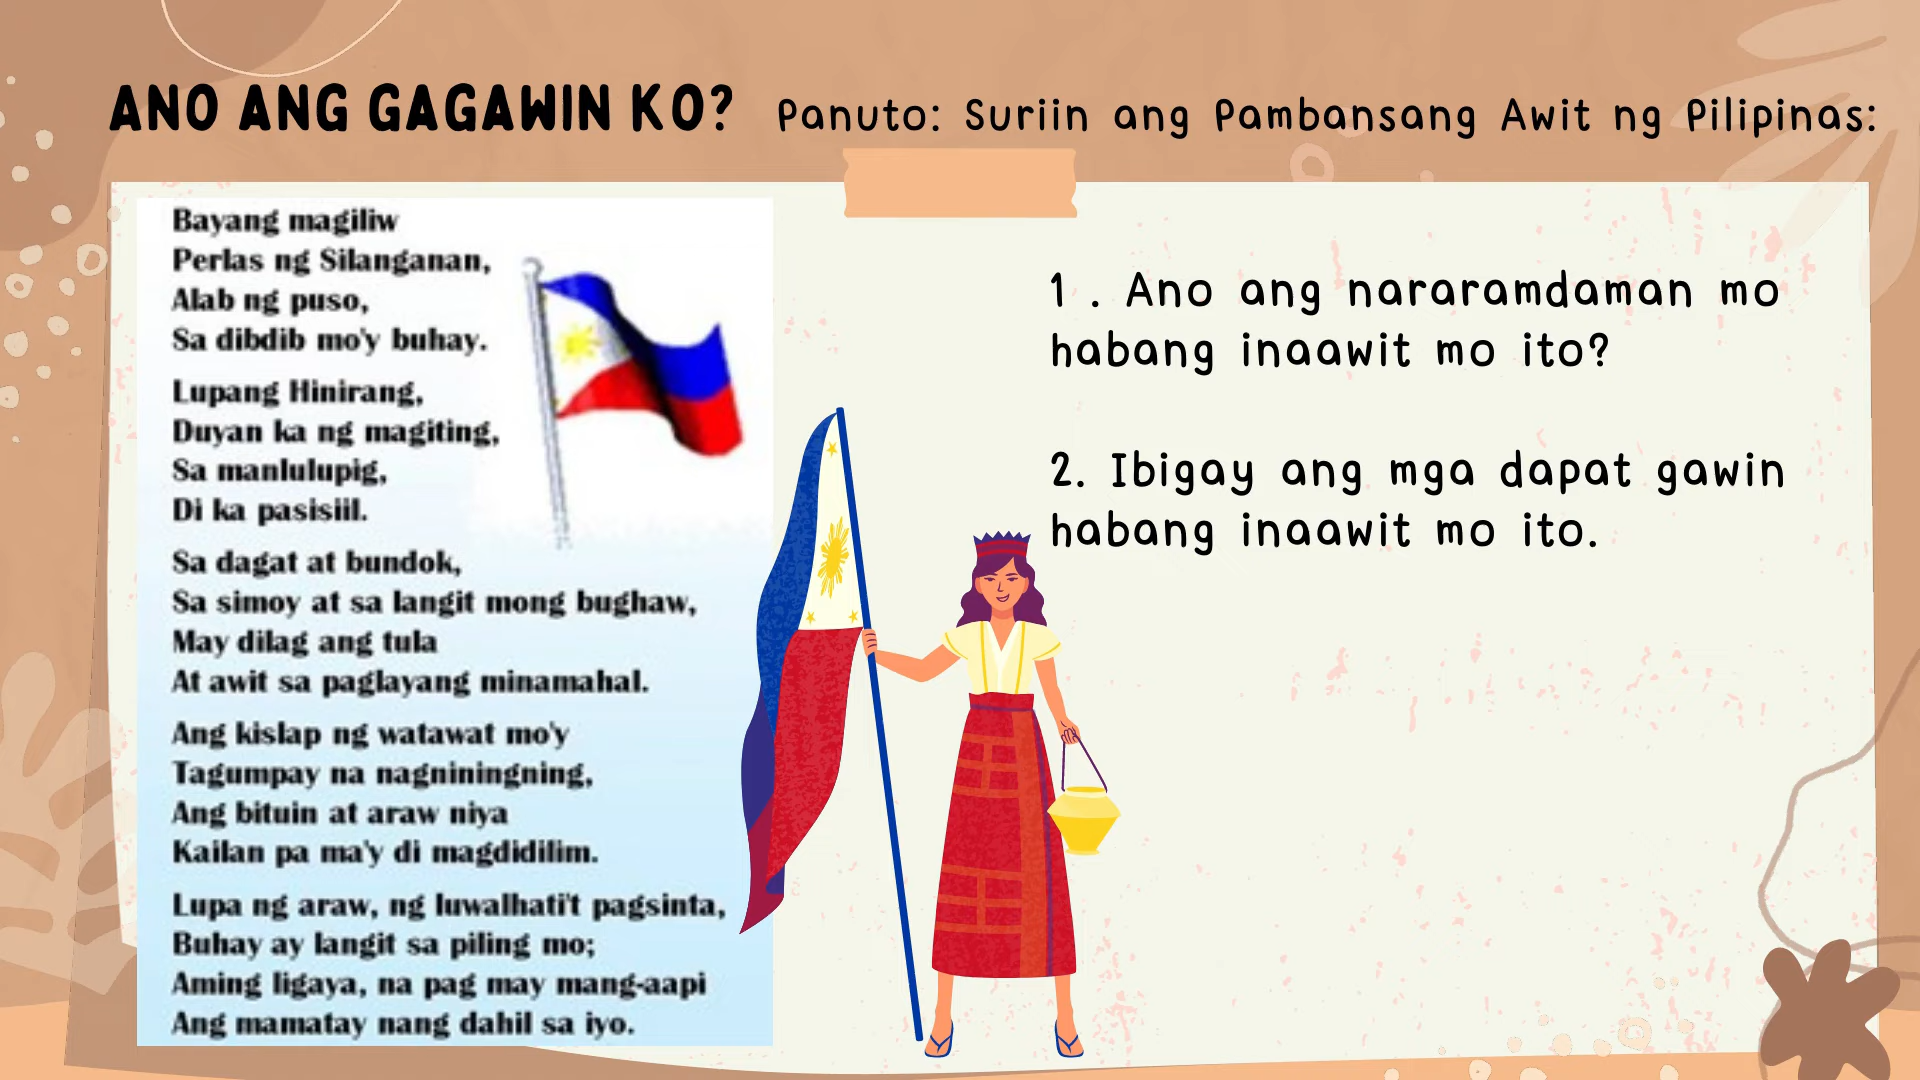 ANO ANG GAGAWIN KO? Panuto: Suriin ang Pambansang Awit ng Pilipinas:
Bayang magiliw
Perlas ng Silanganan,
Alab ng puso,
Sa dibdib mo'y buhay.
Lupang Hinirang,
Duyan ka ng magiting,
Sa manlulupig,
Di ka pasisiil.
Sa dagat at bundok,
Sa simoy at sa langit mong bughaw,
May dilag ang tula
At awit sa paglayang minamahal.
Ang kislap ng watawat mo'y
Tagumpay na nagniningning,
Ang bituin at araw niya
Kailan pa ma'y di magdidilim.
Lupa ng araw, ng luwalhati't pagsinta,
Buhay ay langit sa piling mo;
Aming ligaya, na pag may mang-aapi
Ang mamatay nang dahil sa iyo.
1 . Ano ang nararamdaman mo
habang inaawit mo ito?
2. Ibigay ang mga dapat gawin
habang inaawit mo ito.